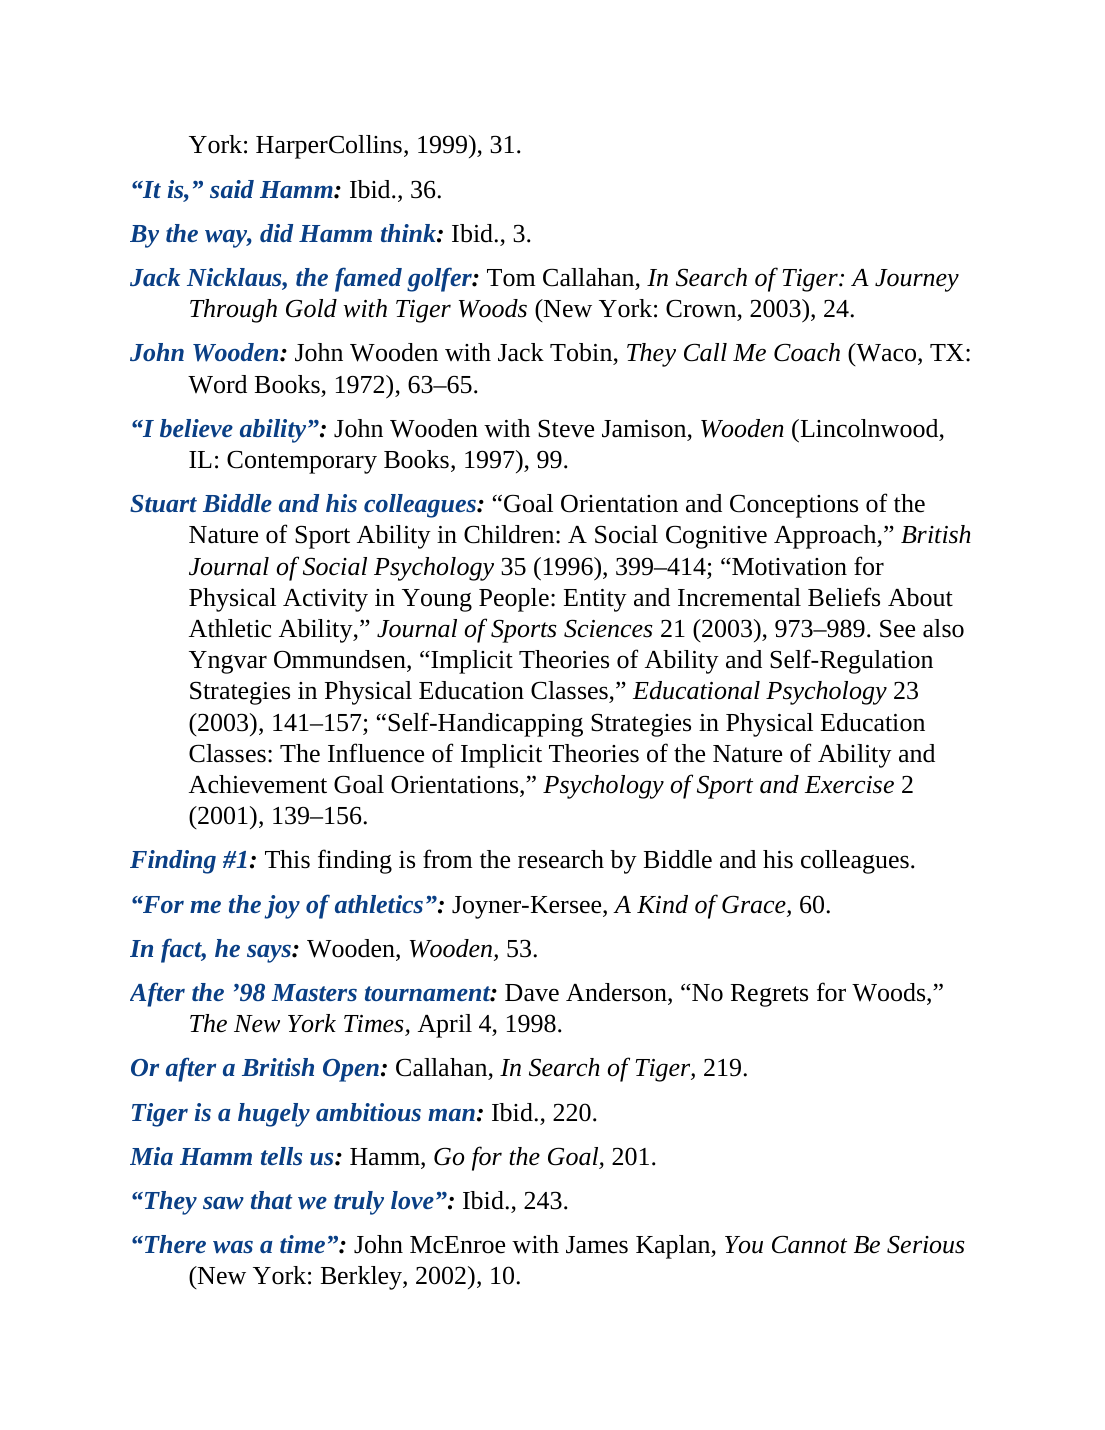 York: HarperCollins, 1999), 31.
“It is,” said Hamm: Ibid., 36.
By the way, did Hamm think: Ibid., 3.
Jack Nicklaus, the famed golfer: Tom Callahan, In Search of Tiger: A Journey
Through Gold with Tiger Woods (New York: Crown, 2003), 24.
John Wooden: John Wooden with Jack Tobin, They Call Me Coach (Waco, TX:
Word Books, 1972), 63–65.
“I believe ability”: John Wooden with Steve Jamison, Wooden (Lincolnwood,
IL: Contemporary Books, 1997), 99.
Stuart Biddle and his colleagues: “Goal Orientation and Conceptions of the
Nature of Sport Ability in Children: A Social Cognitive Approach,” British
Journal of Social Psychology 35 (1996), 399–414; “Motivation for
Physical Activity in Young People: Entity and Incremental Beliefs About
Athletic Ability,” Journal of Sports Sciences 21 (2003), 973–989. See also
Yngvar Ommundsen, “Implicit Theories of Ability and Self-Regulation
Strategies in Physical Education Classes,” Educational Psychology 23
(2003), 141–157; “Self-Handicapping Strategies in Physical Education
Classes: The Influence of Implicit Theories of the Nature of Ability and
Achievement Goal Orientations,” Psychology of Sport and Exercise 2
(2001), 139–156.
Finding #1: This finding is from the research by Biddle and his colleagues.
“For me the joy of athletics”: Joyner-Kersee, A Kind of Grace, 60.
In fact, he says: Wooden, Wooden, 53.
After the ’98 Masters tournament: Dave Anderson, “No Regrets for Woods,”
The New York Times, April 4, 1998.
Or after a British Open: Callahan, In Search of Tiger, 219.
Tiger is a hugely ambitious man: Ibid., 220.
Mia Hamm tells us: Hamm, Go for the Goal, 201.
“They saw that we truly love”: Ibid., 243.
“There was a time”: John McEnroe with James Kaplan, You Cannot Be Serious
(New York: Berkley, 2002), 10.